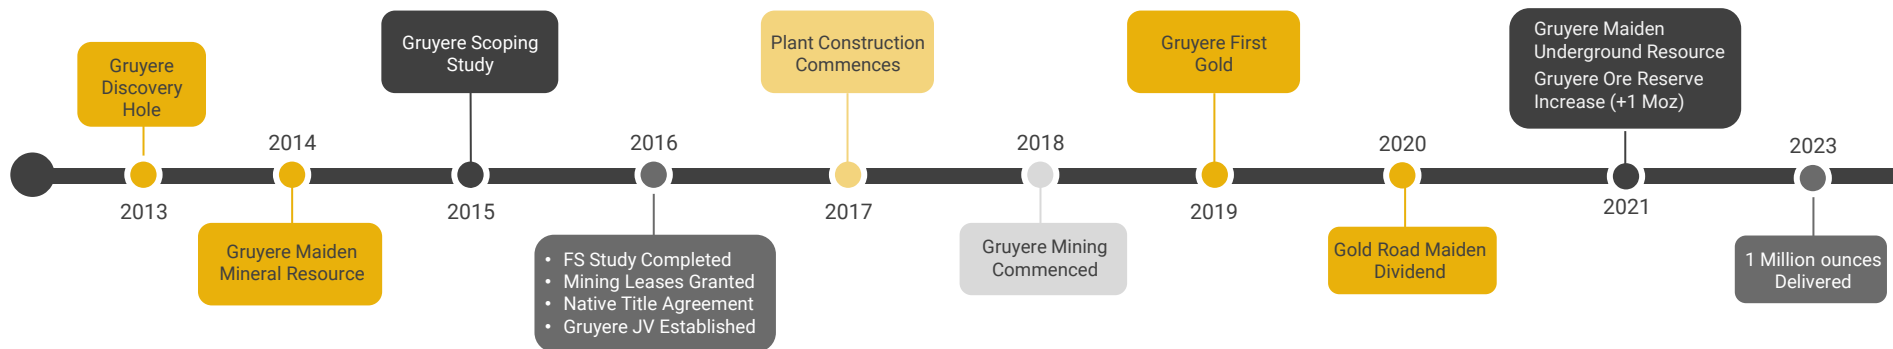 Gruyere
Discovery
Hole
2013
2014
Gruyere Maiden
Mineral Resource
Gruyere Scoping
Study
2015
2016
• FS Study Completed
• Mining Leases Granted
• Native Title Agreement
• Gruyere JV Established
Plant Construction
Commences
2017
2018
Gruyere Mining
Commenced
Gruyere First
Gold
2019
2020
Gold Road Maiden
Dividend
Gruyere Maiden
Underground Resource
Gruyere Ore Reserve
Increase (+1 Moz)
2021
2023
1 Million ounces
Delivered